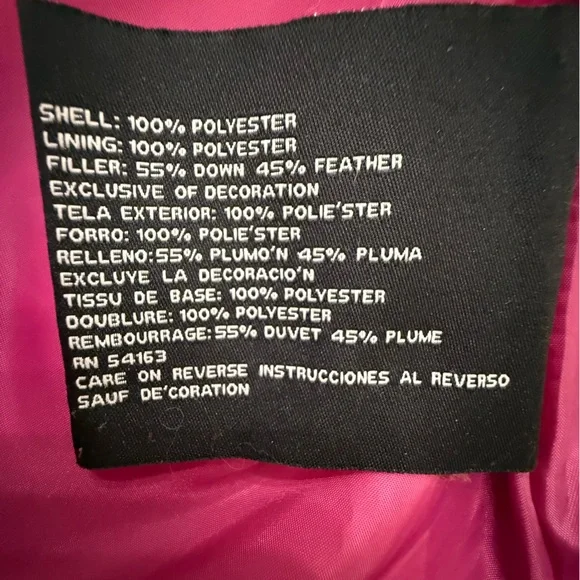 SHELL: 100% POLYESTER
LINING: 100% POLYESTER
FILLER: 55% DOWN 45% FEATHER
EXCLUSIVE OF DECORATION
TELA EXTERIOR: 100% POLIE'STER
FORRO: 100% POLIE'STER
RELLENO:55% PLUMO'N 45% PLUMA
EXCLUYE LA DECORACIO'N
TISSU DE BASE: 100% POLYESTER
DOUBLURE: 100% POLYESTER
REMBOURRAGE: 55% DUVET 45% PLUME
RN 54163
CARE ON REVERSE INSTRUCCIONES AL REVERSO
SAUF DE'CORATION